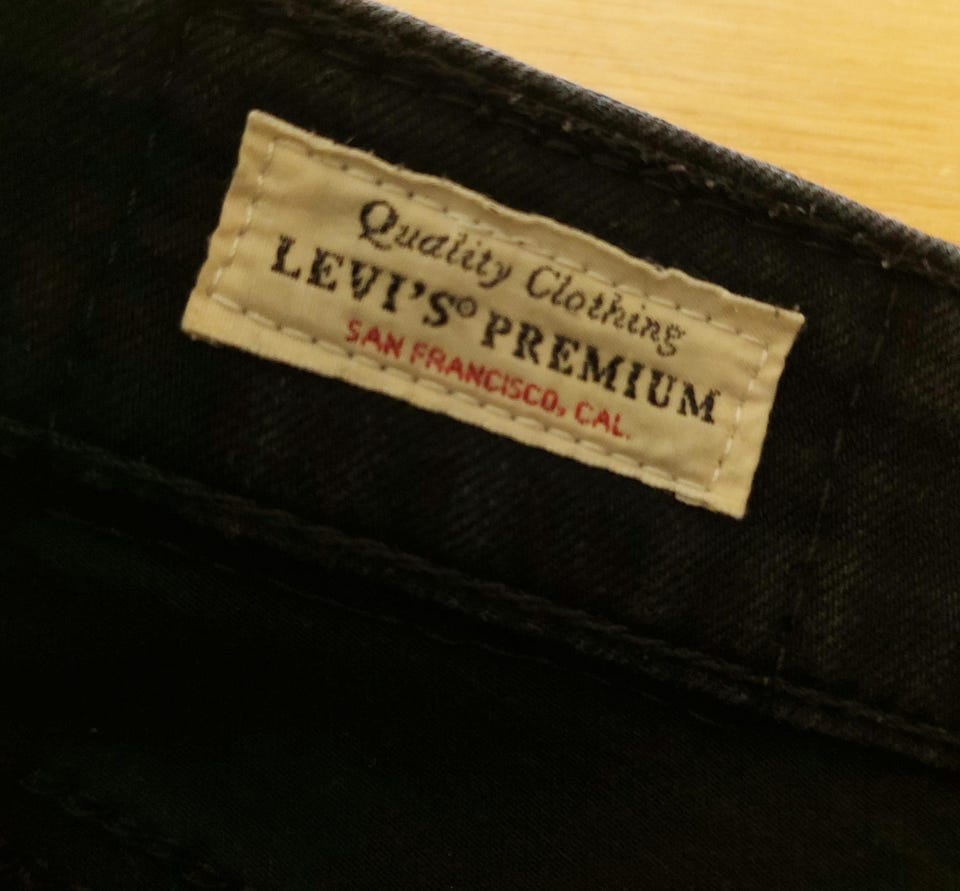 Quality Clothing
LEVI'S® PREMIUM
SAN FRANCISCO, CAL.